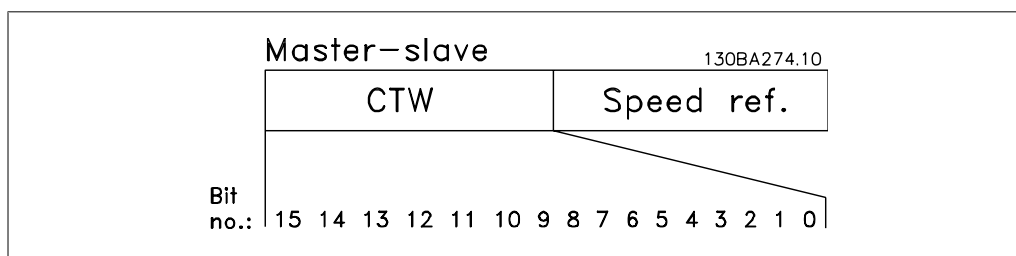 Master-slave 130BA274.10
CTW Speed ref.
Bit
no.: 15 14 13 12 11 10 9 8 7 6 5 4 3 2 1 0